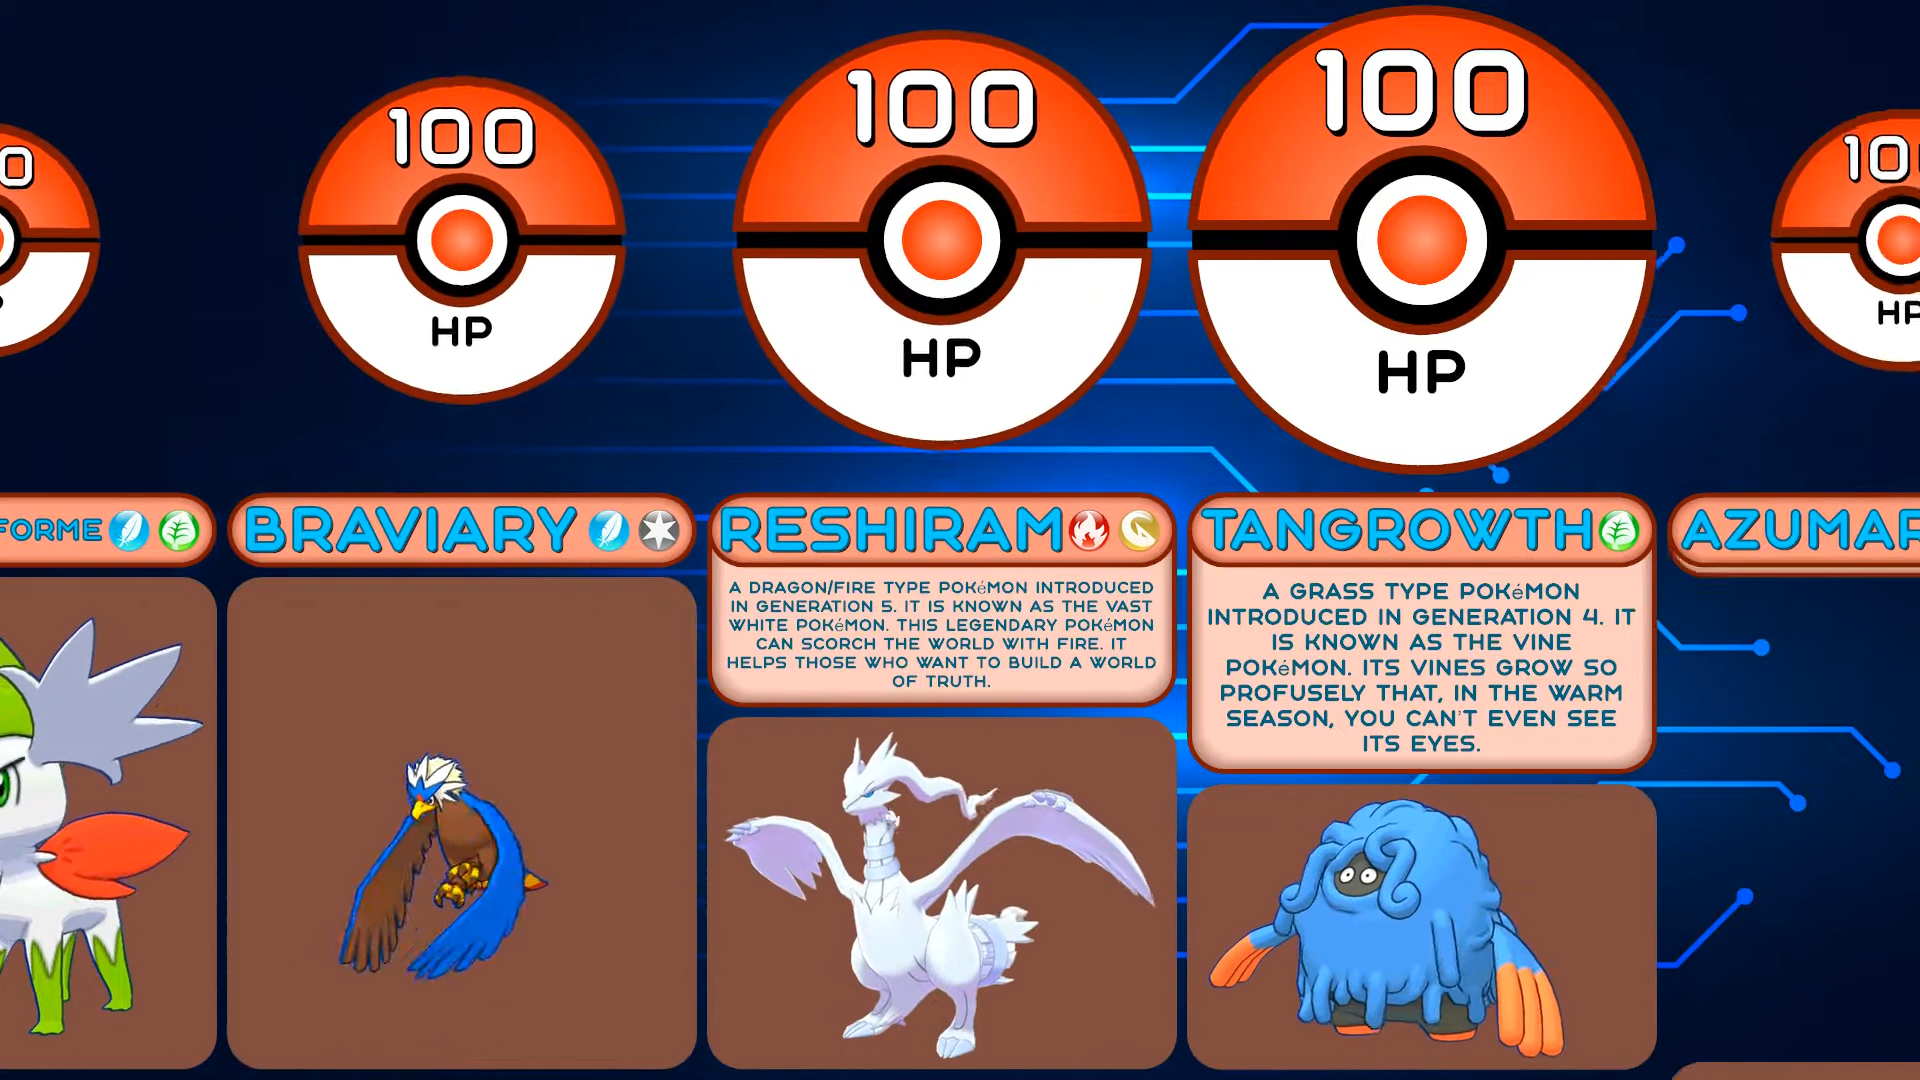 0
100
HP
100
HP
100
HP
10
HP
FORME
BRAVIARY
RESHIRAM
A DRAGON/FIRE TYPE POKéMON INTRODUCED
IN GENERATION 5. IT IS KNOWN AS THE VAST
WHITE POKéMON. THIS LEGENDARY POKéMON
CAN SCORCH THE WORLD WITH FIRE. IT
HELPS THOSE WHO WANT TO BUILD A WORLD
OF TRUTH.
TANGROWTH
A GRASS TYPE POKéMON
INTRODUCED IN GENERATION 4. IT
IS KNOWN AS THE VINE
POKéMON. ITS VINES GROW SO
PROFUSELY THAT, IN THE WARM
SEASON, YOU CAN'T EVEN SEE
ITS EYES.
AZUMAR